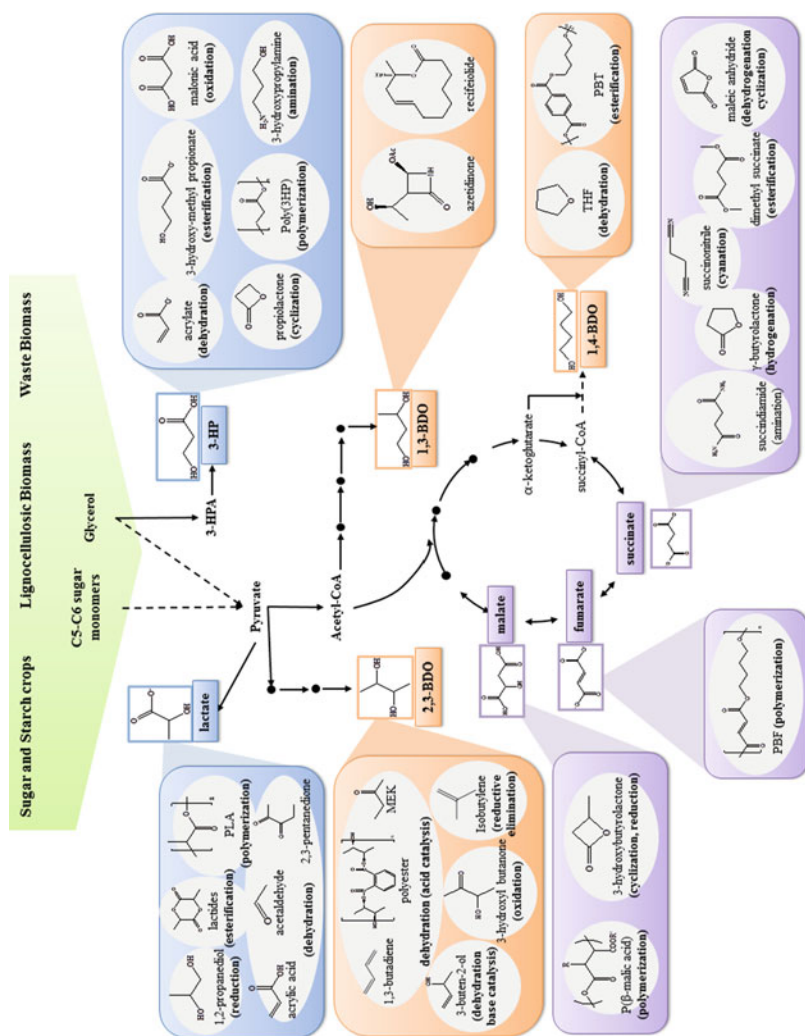 Sugar and Starch crops
Lignocellulosic Biomass
Waste Biomass
C5-C6 sugar
monomers
Glycerol
Pyruvate
3-HPA
3-HP
lactate
Acetyl-CoA
2,3-BDO
1,3-BDO
1,4-BDO
α-ketoglutarate
succinyl-CoA
malate
fumarate
succinate
1,2-propanediol
(reduction)
lactides
(esterification)
PLA
(polymerization)
acrylic acid
acetaldehyde
(dehydration)
2,3-pentanedione
1,3-butadiene
polyester
MEK
dehydration (acid catalysis)
3-buten-2-ol
(dehydration
base catalysis)
3-hydroxyl butanone
(oxidation)
Isobutylene
(reductive
elimination)
P(β-malic acid)
(polymerization)
3-hydroxybutyrolactone
(cyclization, reduction)
PBF (polymerization)
acrylate
(dehydration)
3-hydroxy-methyl propionate
(esterification)
malonic acid
(oxidation)
propiolactone
(cyclization)
Poly(3HP)
(polymerization)
3-hydroxypropylamine
(amination)
azetidinone
recifeiolide
THF
(dehydration)
PBT
(esterification)
succindiamide
(amination)
γ-butyrolactone
(hydrogenation)
succinonitrile
(cyanation)
dimethyl succinate
(esterification)
maleic anhydride
(dehydrogenation
cyclization)